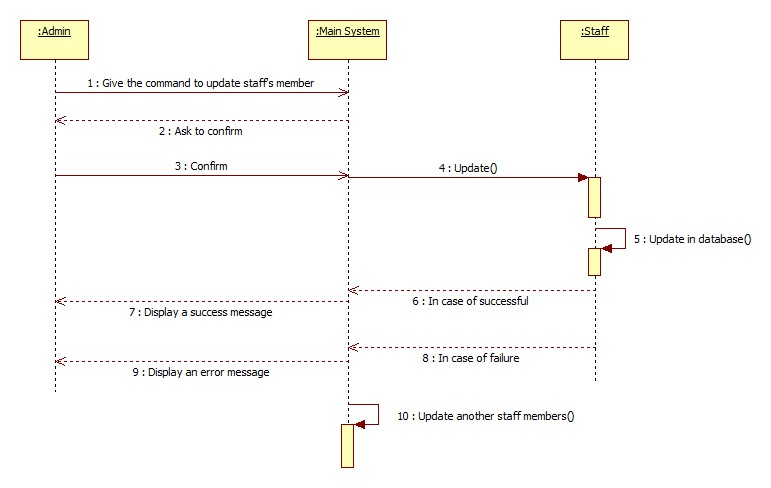 :Admin
:Main System
:Staff
1 : Give the command to update staff's member
2 : Ask to confirm
3 : Confirm
4 : Update()
5 : Update in database()
6 : In case of successful
7 : Display a success message
8 : In case of failure
9 : Display an error message
10 : Update another staff members()